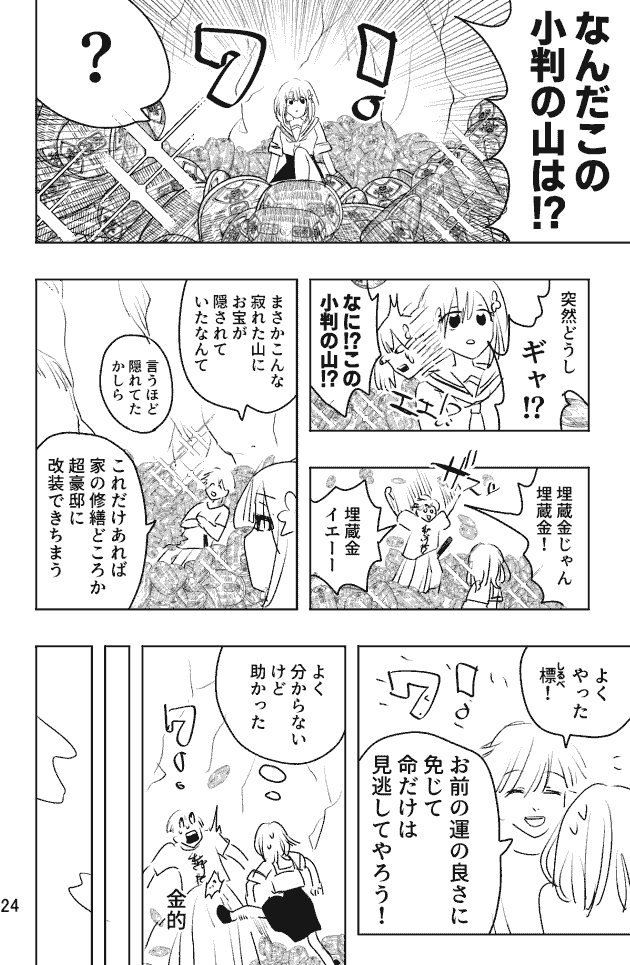 なんだこの
小判の山は!?
ワ!
?
突然どうし
ギャ!?
なに!?この
小判の山!?
埋蔵金じゃん
埋蔵金!
埋蔵金
イエーー
まさかこんな
寂れた山に
お宝が
隠されて
いたなんて
言うほど
隠れてた
かしら
これだけあれば
家の修繕どころか
超豪邸に
改装できちまう
よく
やった
標!
しるべ
ワ!
お前の運の良さに
免じて
命だけは
見逃してやろう!
よく
分からない
けど
助かった
ワ!
金的
24